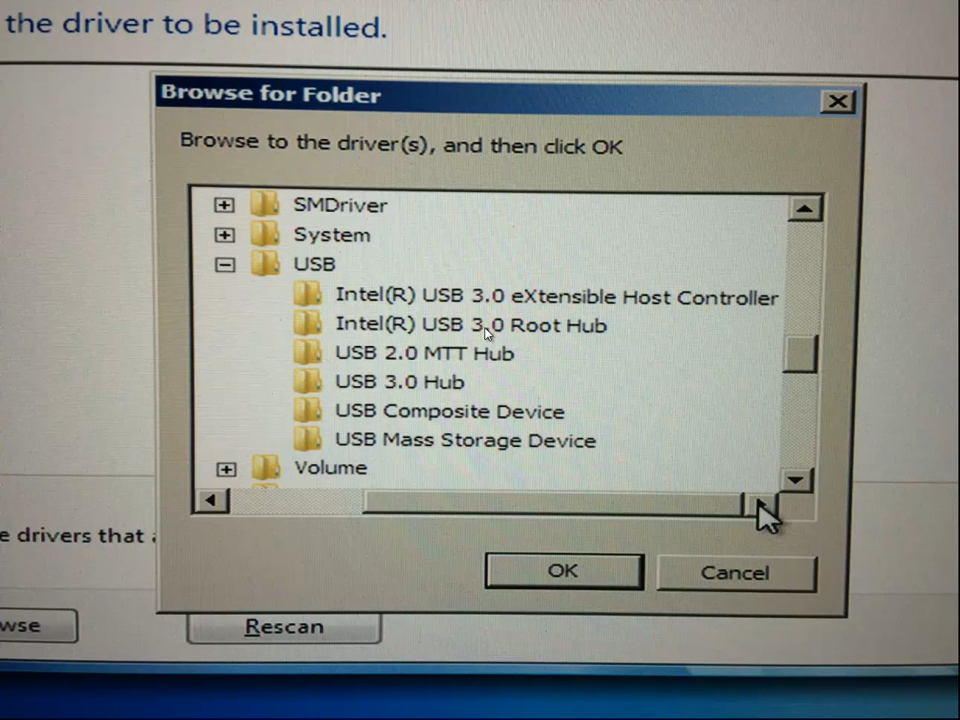 the driver to be installed.
Browse for Folder
Browse to the driver(s), and then click OK
SMDriver
System
USB
Intel(R) USB 3.0 eXtensible Host Controller
Intel(R) USB 3.0 Root Hub
USB 2.0 MTT Hub
USB 3.0 Hub
USB Composite Device
USB Mass Storage Device
Volume
e drivers that
OK
Cancel
wse
Rescan